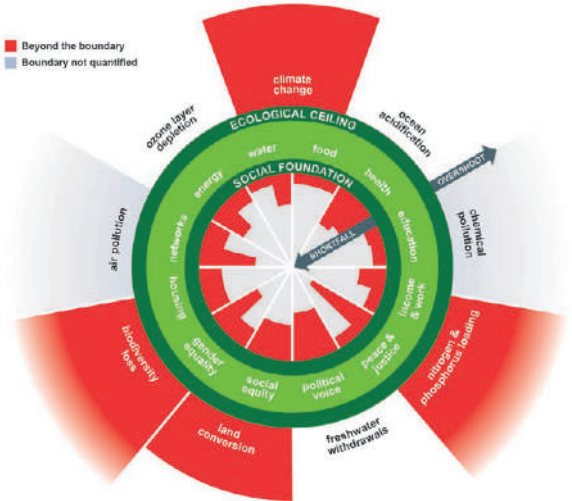 Beyond the boundary
Boundary not quantified
climate
change
ozone layer
depletion
ocean
acidification
ECOLOGICAL CEILING
OVERSHOOT
water
food
energy
health
SOCIAL FOUNDATION
SHORTFALL
networks
education
air pollution
chemical
pollution
housing
income
& work
gender
equality
peace &
justice
social
equity
political
voice
biodiversity
loss
nitrogen &
phosphorus loading
land
conversion
freshwater
withdrawals